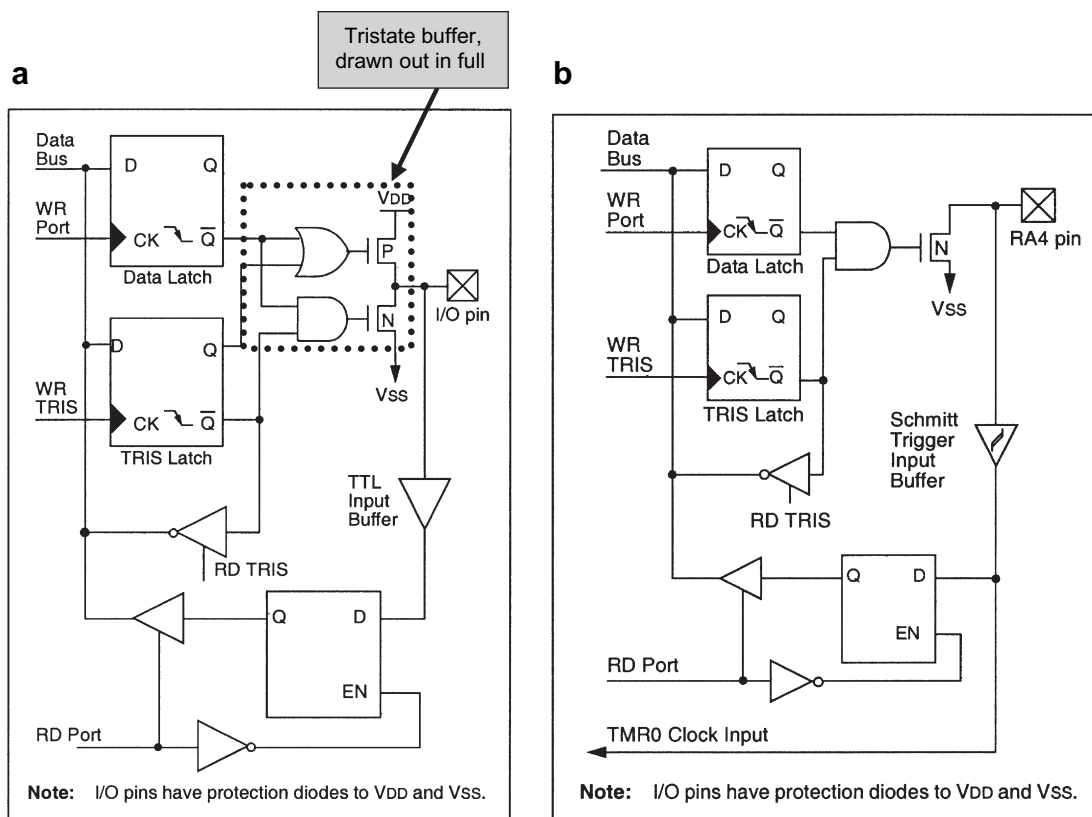 Tristate buffer,
drawn out in full
a
Data
Bus
D
Q
WR
Port
CK
Q
Data Latch
VDD
P
N
I/O pin
VSS
D
Q
WR
TRIS
CK
Q
TRIS Latch
TTL
Input
Buffer
RD TRIS
Q
D
EN
RD Port
Note: I/O pins have protection diodes to VDD and VSS.
b
Data
Bus
D
Q
WR
Port
CK
Q
Data Latch
N
RA4 pin
VSS
D
Q
WR
TRIS
CK
Q
TRIS Latch
Schmitt
Trigger
Input
Buffer
RD TRIS
Q
D
EN
RD Port
TMR0 Clock Input
Note: I/O pins have protection diodes to VDD and VSS.